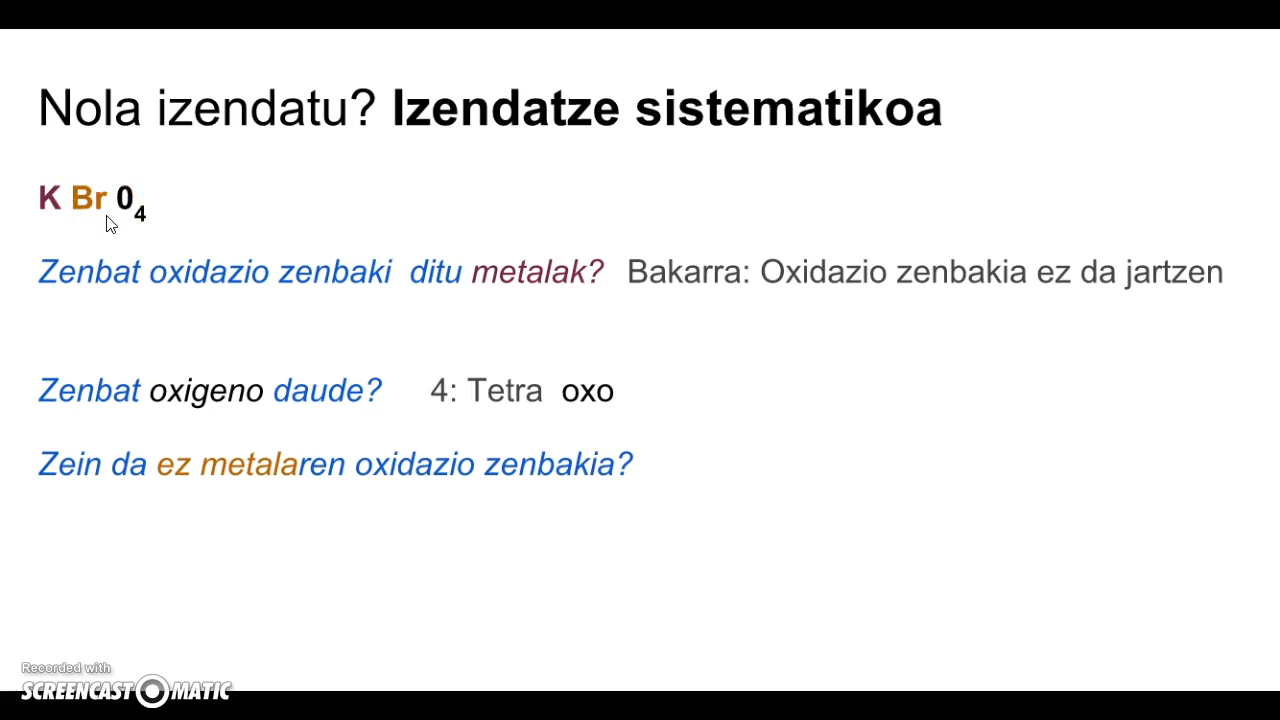 Nola izendatu? Izendatze sistematikoa
K Br 0₄
Zenbat oxidazio zenbaki ditu metalak? Bakarra: Oxidazio zenbakia ez da jartzen
Zenbat oxigeno daude? 4: Tetra oxo
Zein da ez metalaren oxidazio zenbakia?
Recorded with
SCREENCAST O MATIC